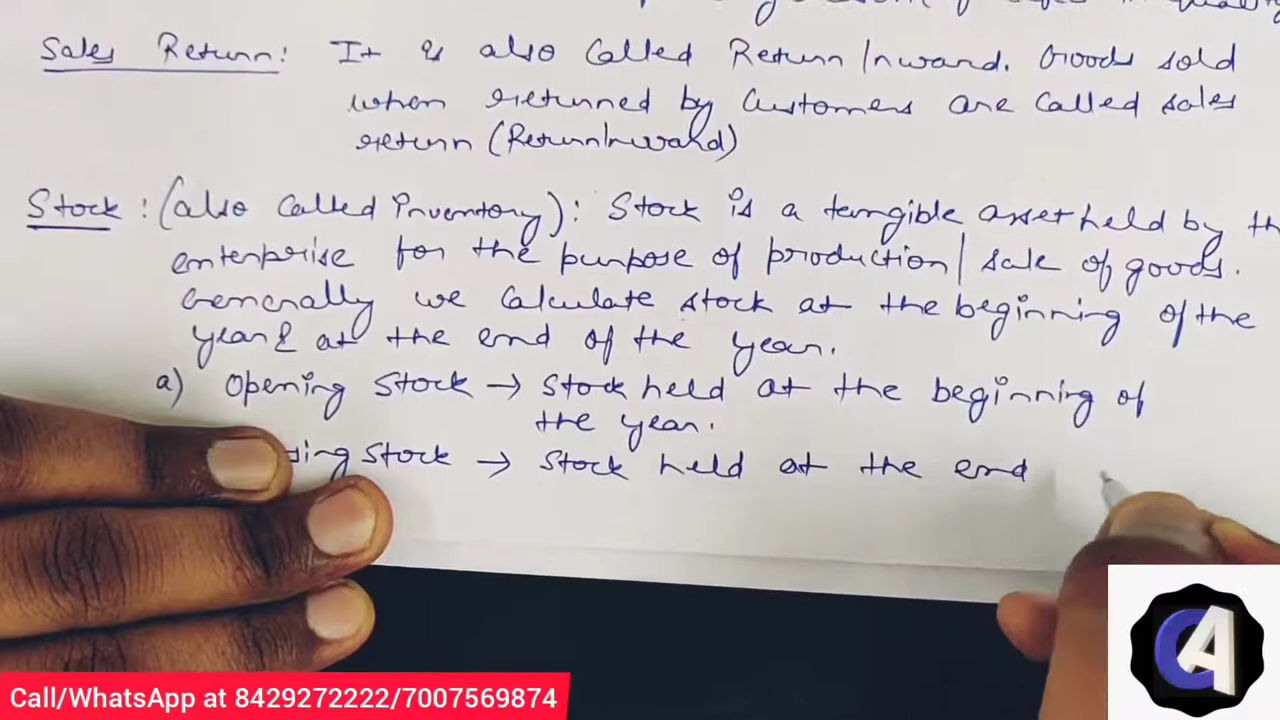 Sales Return: It is also called Return Inward. Goods sold
when returned by customers are called sales
return (Return Inward)
Stock: (also called inventory): Stock is a tangible asset held by th
enterprise for the purpose of production/ sale of goods.
Generally we calculate stock at the beginning of the
year & at the end of the year.
a) Opening Stock → Stock held at the beginning of
the year.
sing Stock → Stock held at the end
CA
Call/WhatsApp at 8429272222/7007569874